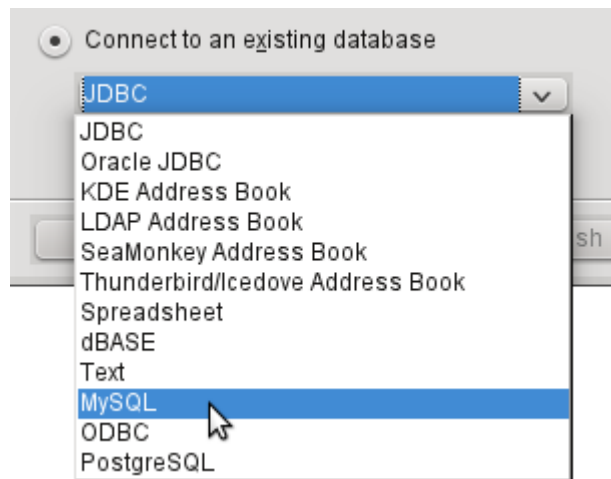 Connect to an existing database
JDBC
JDBC
Oracle JDBC
KDE Address Book
LDAP Address Book
SeaMonkey Address Book
sh
Thunderbird/Icedove Address Book
Spreadsheet
dBASE
Text
MySQL
ODBC
PostgreSQL